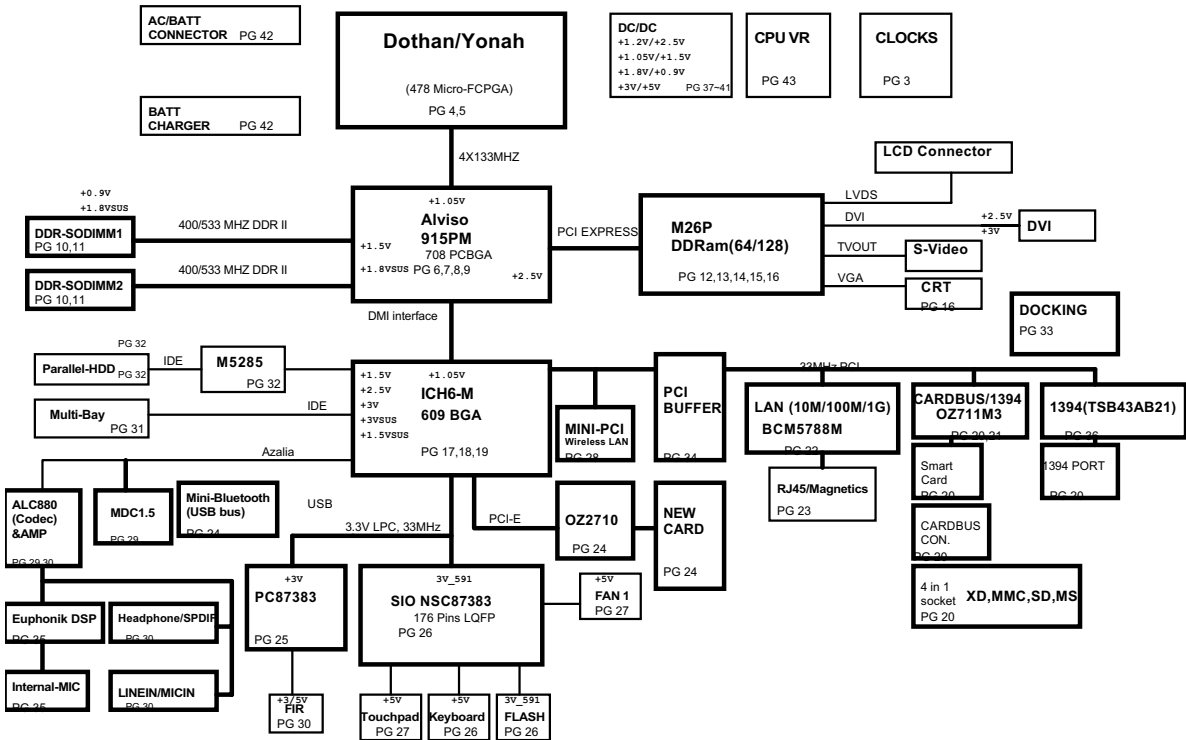 AC/BATT
CONNECTOR PG 42
BATT
CHARGER PG 42
Dothan/Yonah
(478 Micro-FCPGA)
PG 4,5
DC/DC
+1.2V/+2.5V
+1.05V/+1.5V
+1.8V/+0.9V
+3V/+5V PG 37~41
CPU VR
PG 43
CLOCKS
PG 3
4X133MHZ
+0.9V
+1.8VSUS
DDR-SODIMM1
PG 10,11
400/533 MHZ DDR II
DDR-SODIMM2
PG 10,11
400/533 MHZ DDR II
+1.05V
Alviso
915PM
+1.5V
708 PCBGA
+1.8VSUS
PG 6,7,8,9
+2.5V
PCI EXPRESS
M26P
DDRam(64/128)
PG 12,13,14,15,16
LCD Connector
LVDS
DVI
+2.5V
+3V
DVI
TVOUT
S-Video
VGA
CRT
PG 16
DOCKING
PG 33
DMI interface
PG 32
Parallel-HDD
PG 32
IDE
M5285
PG 32
Multi-Bay
PG 31
IDE
+1.5V
+1.05V
+2.5V
ICH6-M
+3V
609 BGA
+3VSUS
+1.5VSUS
PG 17,18,19
MINI-PCI
Wireless LAN
PG 28
PCI
BUFFER
PG 34
33MHz PCI
LAN (10M/100M/1G)
BCM5788M
PG 22
RJ45/Magnetics
PG 23
CARDBUS/1394
OZ711M3
PG 20,21
1394(TSB43AB21)
PG 36
Smart
Card
PG 20
1394 PORT
PG 20
CARDBUS
CON.
PG 20
4 in 1
socket XD,MMC,SD,MS
PG 20
Azalia
ALC880
(Codec)
&AMP
PG 29,30
MDC1.5
PG 29
Mini-Bluetooth
(USB bus)
PG 24
USB
3.3V LPC, 33MHz
PCI-E
OZ2710
PG 24
NEW
CARD
PG 24
Euphonik DSP
PG 35
Headphone/SPDIF
PG 30
Internal-MIC
PG 35
LINEIN/MICIN
PG 30
+3V
PC87383
PG 25
+3/5V
FIR
PG 30
3V_591
SIO NSC87383
176 Pins LQFP
PG 26
+5V
FAN 1
PG 27
+5V
Touchpad
PG 27
+5V
Keyboard
PG 26
3V_591
FLASH
PG 26